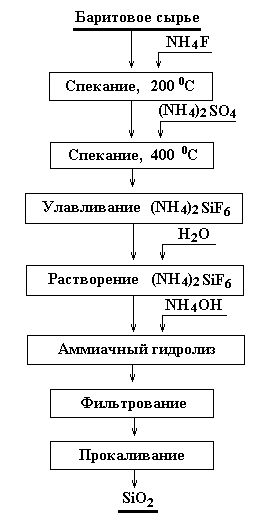 Баритовое сырье
NH4F
Спекание, 200 ⁰C
(NH4)2 SO4
Спекание, 400 ⁰C
Улавливание (NH4)2 SiF6
H2O
Растворение (NH4)2 SiF6
NH4OH
Аммиачный гидролиз
Фильтрование
Прокаливание
SiO2